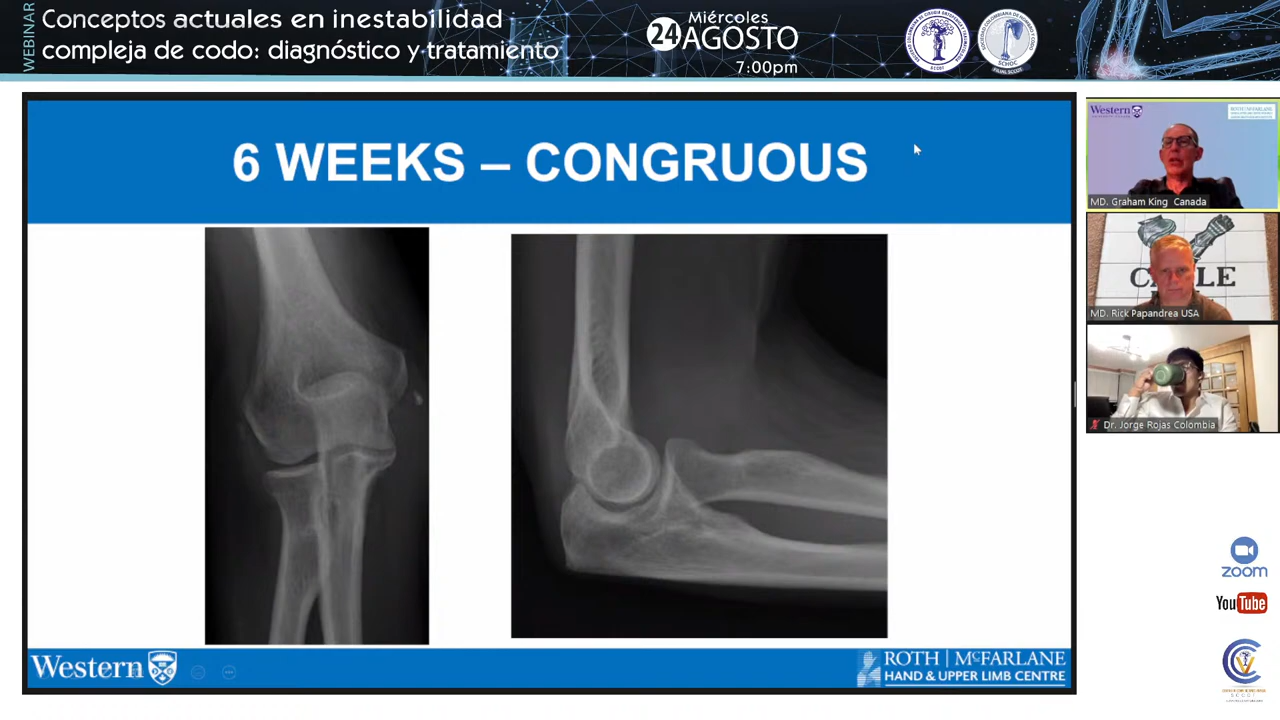 WEBINAR
Conceptos actuales en inestabilidad
compleja de codo: diagnóstico y tratamiento
Miércoles
24 AGOSTO
7:00pm
SCHOC
6 WEEKS – CONGRUOUS
Western
ROTH | MCFARLANE
HAND & UPPER LIMB CENTRE
Western
MD. Graham King Canada
MD. Rick Papandrea USA
Dr. Jorge Rojas Colombia
zoom
YouTube